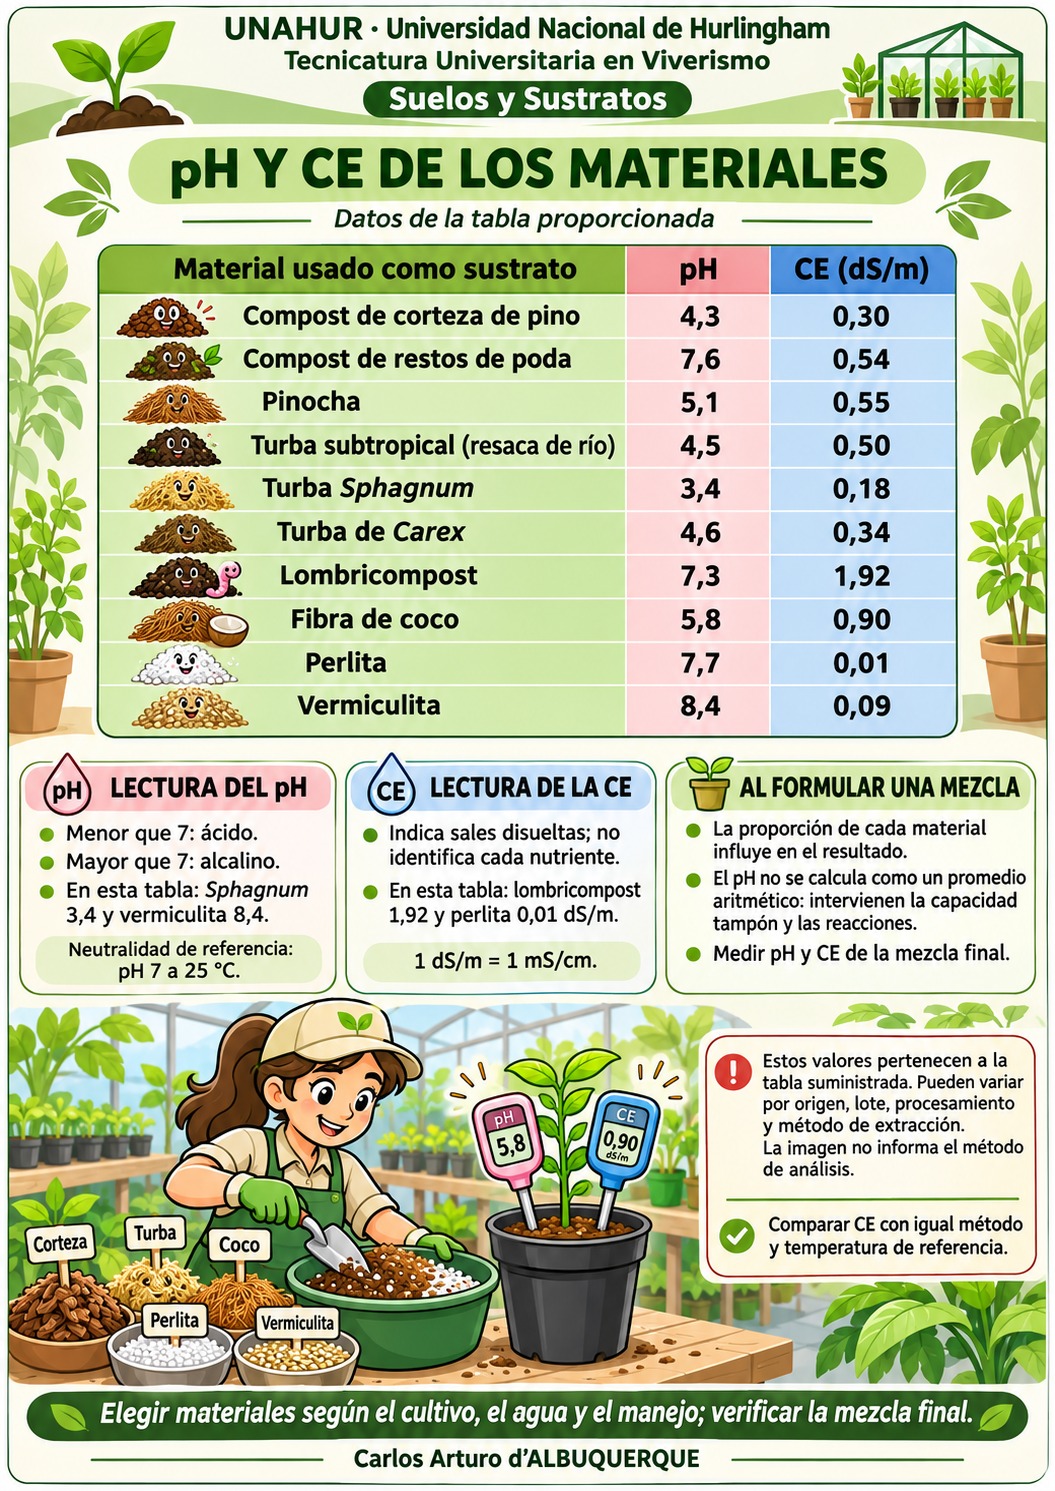 UNAHUR · Universidad Nacional de Hurlingham
Tecnicatura Universitaria en Viverismo
Suelos y Sustratos
pH Y CE DE LOS MATERIALES
Datos de la tabla proporcionada
Material usado como sustrato pH CE (dS/m)
Compost de corteza de pino 4,3 0,30
Compost de restos de poda 7,6 0,54
Pinocha 5,1 0,55
Turba subtropical (resaca de río) 4,5 0,50
Turba Sphagnum 3,4 0,18
Turba de Carex 4,6 0,34
Lombricompost 7,3 1,92
Fibra de coco 5,8 0,90
Perlita 7,7 0,01
Vermiculita 8,4 0,09
pH LECTURA DEL pH
Menor que 7: ácido.
Mayor que 7: alcalino.
En esta tabla: Sphagnum
3,4 y vermiculita 8,4.
Neutralidad de referencia:
pH 7 a 25 °C.
CE LECTURA DE LA CE
Indica sales disueltas; no
identifica cada nutriente.
En esta tabla: lombricompost
1,92 y perlita 0,01 dS/m.
1 dS/m = 1 mS/cm.
AL FORMULAR UNA MEZCLA
La proporción de cada material
influye en el resultado.
El pH no se calcula como un promedio
aritmético: intervienen la capacidad
tampón y las reacciones.
Medir pH y CE de la mezcla final.
pH
5,8
CE
0,90
dS/m
Corteza
Turba
Coco
Perlita
Vermiculita
!
Estos valores pertenecen a la
tabla suministrada. Pueden variar
por origen, lote, procesamiento
y método de extracción.
La imagen no informa el método
de análisis.
Comparar CE con igual método
y temperatura de referencia.
Elegir materiales según el cultivo, el agua y el manejo; verificar la mezcla final.
Carlos Arturo d’ALBUQUERQUE